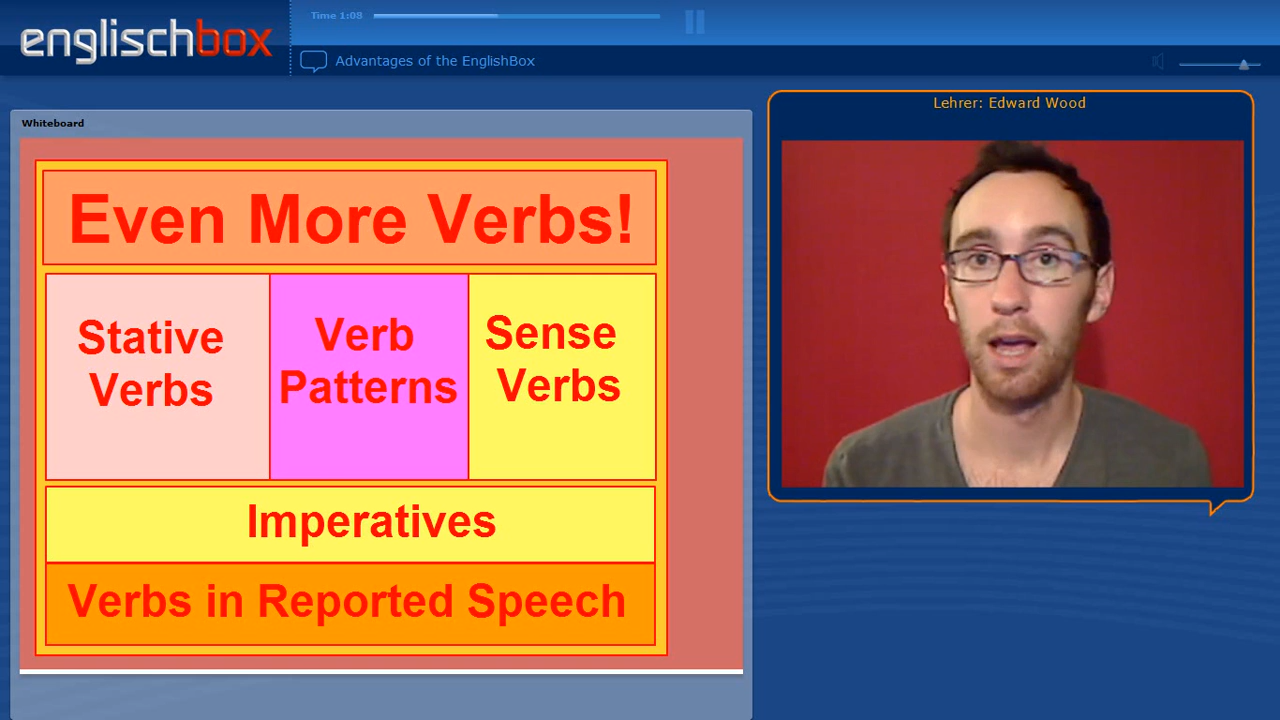 englischbox
Time 1:08
Advantages of the EnglishBox
Whiteboard
Even More Verbs!
Stative
Verbs
Verb
Patterns
Sense
Verbs
Imperatives
Verbs in Reported Speech
Lehrer: Edward Wood